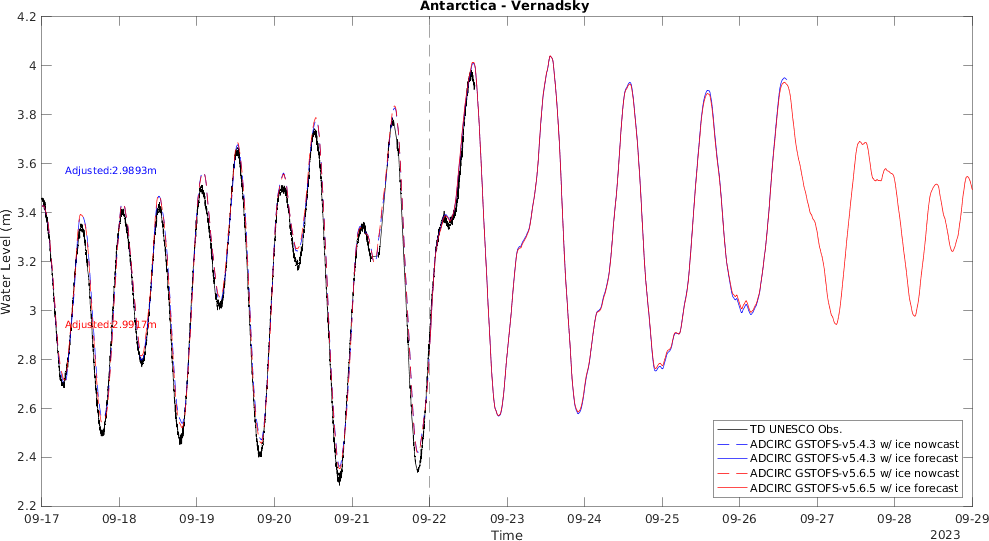 Antarctica - Vernadsky
4.2
4
3.8
3.6
3.4
3.2
3
2.8
2.6
2.4
2.2
Water Level (m)
Adjusted:2.9893m
Adjusted:2.9917m
TD UNESCO Obs.
ADCIRC GSTOFS-v5.4.3 w/ ice nowcast
ADCIRC GSTOFS-v5.4.3 w/ ice forecast
ADCIRC GSTOFS-v5.6.5 w/ ice nowcast
ADCIRC GSTOFS-v5.6.5 w/ ice forecast
09-17 09-18 09-19 09-20 09-21 09-22 09-23 09-24 09-25 09-26 09-27 09-28 09-29
Time
2023